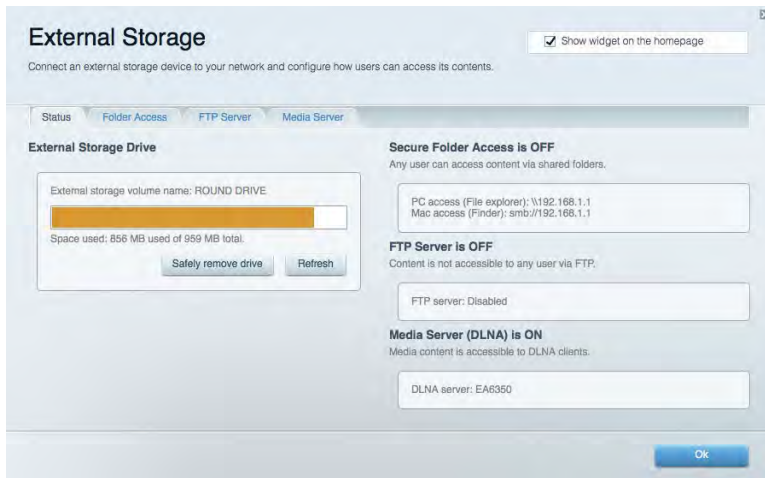 External Storage
Show widget on the homepage
Connect an external storage device to your network and configure how users can access its contents.
Status
Folder Access
FTP Server
Media Server
External Storage Drive
External storage volume name: ROUND DRIVE
Space used: 856 MB used of 959 MB total.
Safely remove drive
Refresh
Secure Folder Access is OFF
Any user can access content via shared folders.
PC access (File explorer): \\192.168.1.1
Mac access (Finder): smb://192.168.1.1
FTP Server is OFF
Content is not accessible to any user via FTP.
FTP server: Disabled
Media Server (DLNA) is ON
Media content is accessible to DLNA clients.
DLNA server: EA6350
Ok